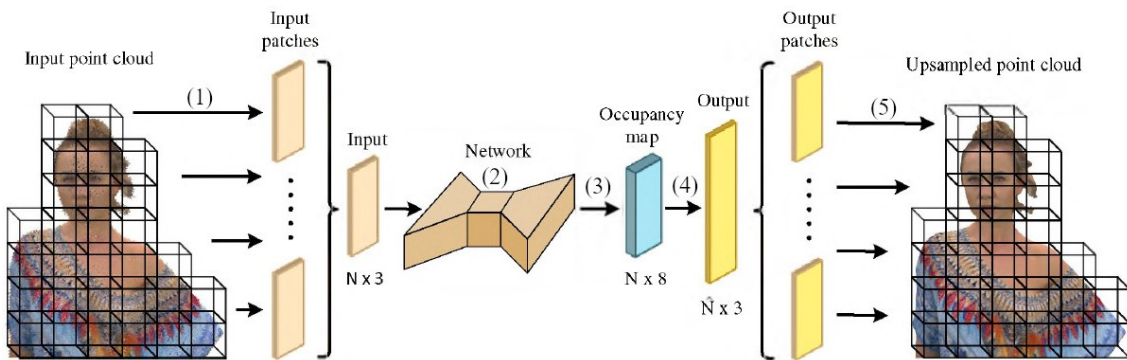 Input point cloud
(1)
Input
patches
Input
N x 3
Network
(2)
(3)
Occupancy
map
N x 8
(4)
Output
N̂ x 3
Output
patches
(5)
Upsampled point cloud